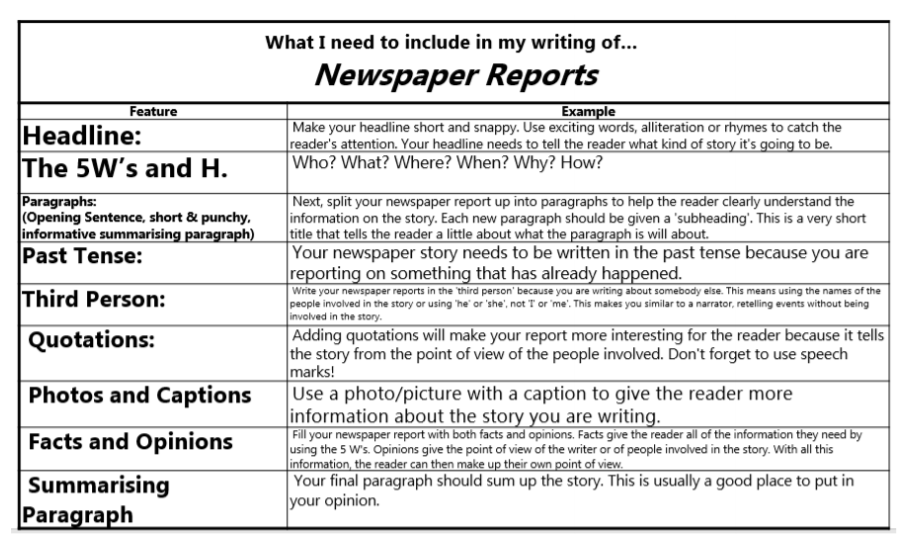 What I need to include in my writing of...
Newspaper Reports
Feature
Example
Headline:
Make your headline short and snappy. Use exciting words, alliteration or rhymes to catch the
reader's attention. Your headline needs to tell the reader what kind of story it's going to be.
The 5W's and H.
Who? What? Where? When? Why? How?
Paragraphs:
(Opening Sentence, short & punchy,
informative summarising paragraph)
Next, split your newspaper report up into paragraphs to help the reader clearly understand the
information on the story. Each new paragraph should be given a 'subheading'. This is a very short
title that tells the reader a little about what the paragraph is will about.
Past Tense:
Your newspaper story needs to be written in the past tense because you are
reporting on something that has already happened.
Third Person:
Write your newspaper reports in the 'third person' because you are writing about somebody else. This means using the names of the
people involved in the story or using 'he' or 'she', not 'I' or 'me'. This makes you similar to a narrator, retelling events without being
involved in the story.
Quotations:
Adding quotations will make your report more interesting for the reader because it tells
the story from the point of view of the people involved. Don't forget to use speech
marks!
Photos and Captions
Use a photo/picture with a caption to give the reader more
information about the story you are writing.
Facts and Opinions
Fill your newspaper report with both facts and opinions. Facts give the reader all of the information they need by
using the 5 W's. Opinions give the point of view of the writer or of people involved in the story. With all this
information, the reader can then make up their own point of view.
Summarising
Paragraph
Your final paragraph should sum up the story. This is usually a good place to put in
your opinion.